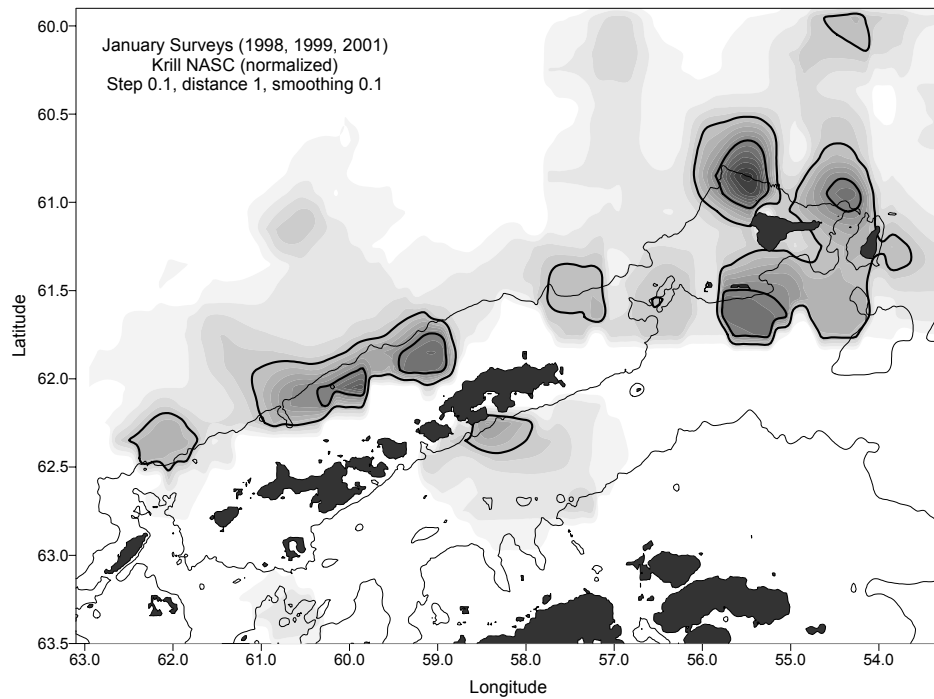 January Surveys (1998, 1999, 2001)
Krill NASC (normalized)
Step 0.1, distance 1, smoothing 0.1
60.0
60.5
61.0
61.5
62.0
62.5
63.0
63.5
Latitude
63.0 62.0 61.0 60.0 59.0 58.0 57.0 56.0 55.0 54.0
Longitude